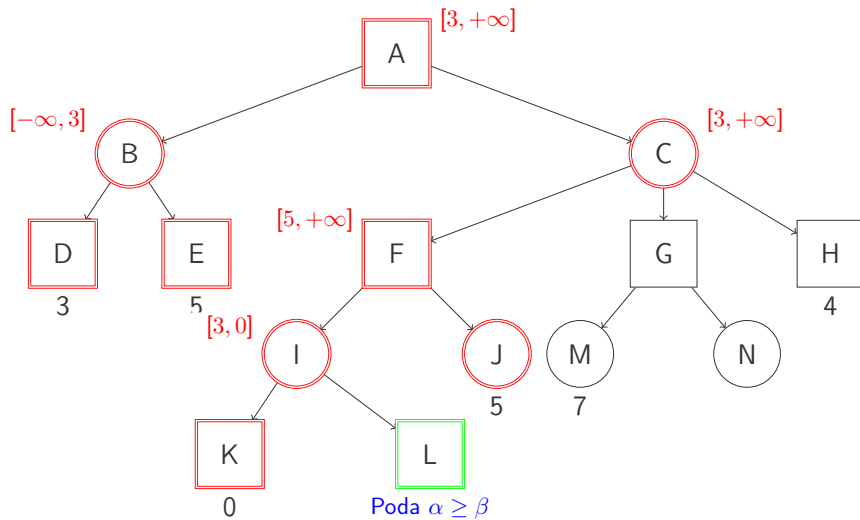 [3, +∞]
A
[−∞, 3]
B
[3, +∞]
C
D
E
[5, +∞]
F
G
H
3
5
4
[3, 0]
I
J
M
N
5
7
K
L
0
Poda α ≥ β